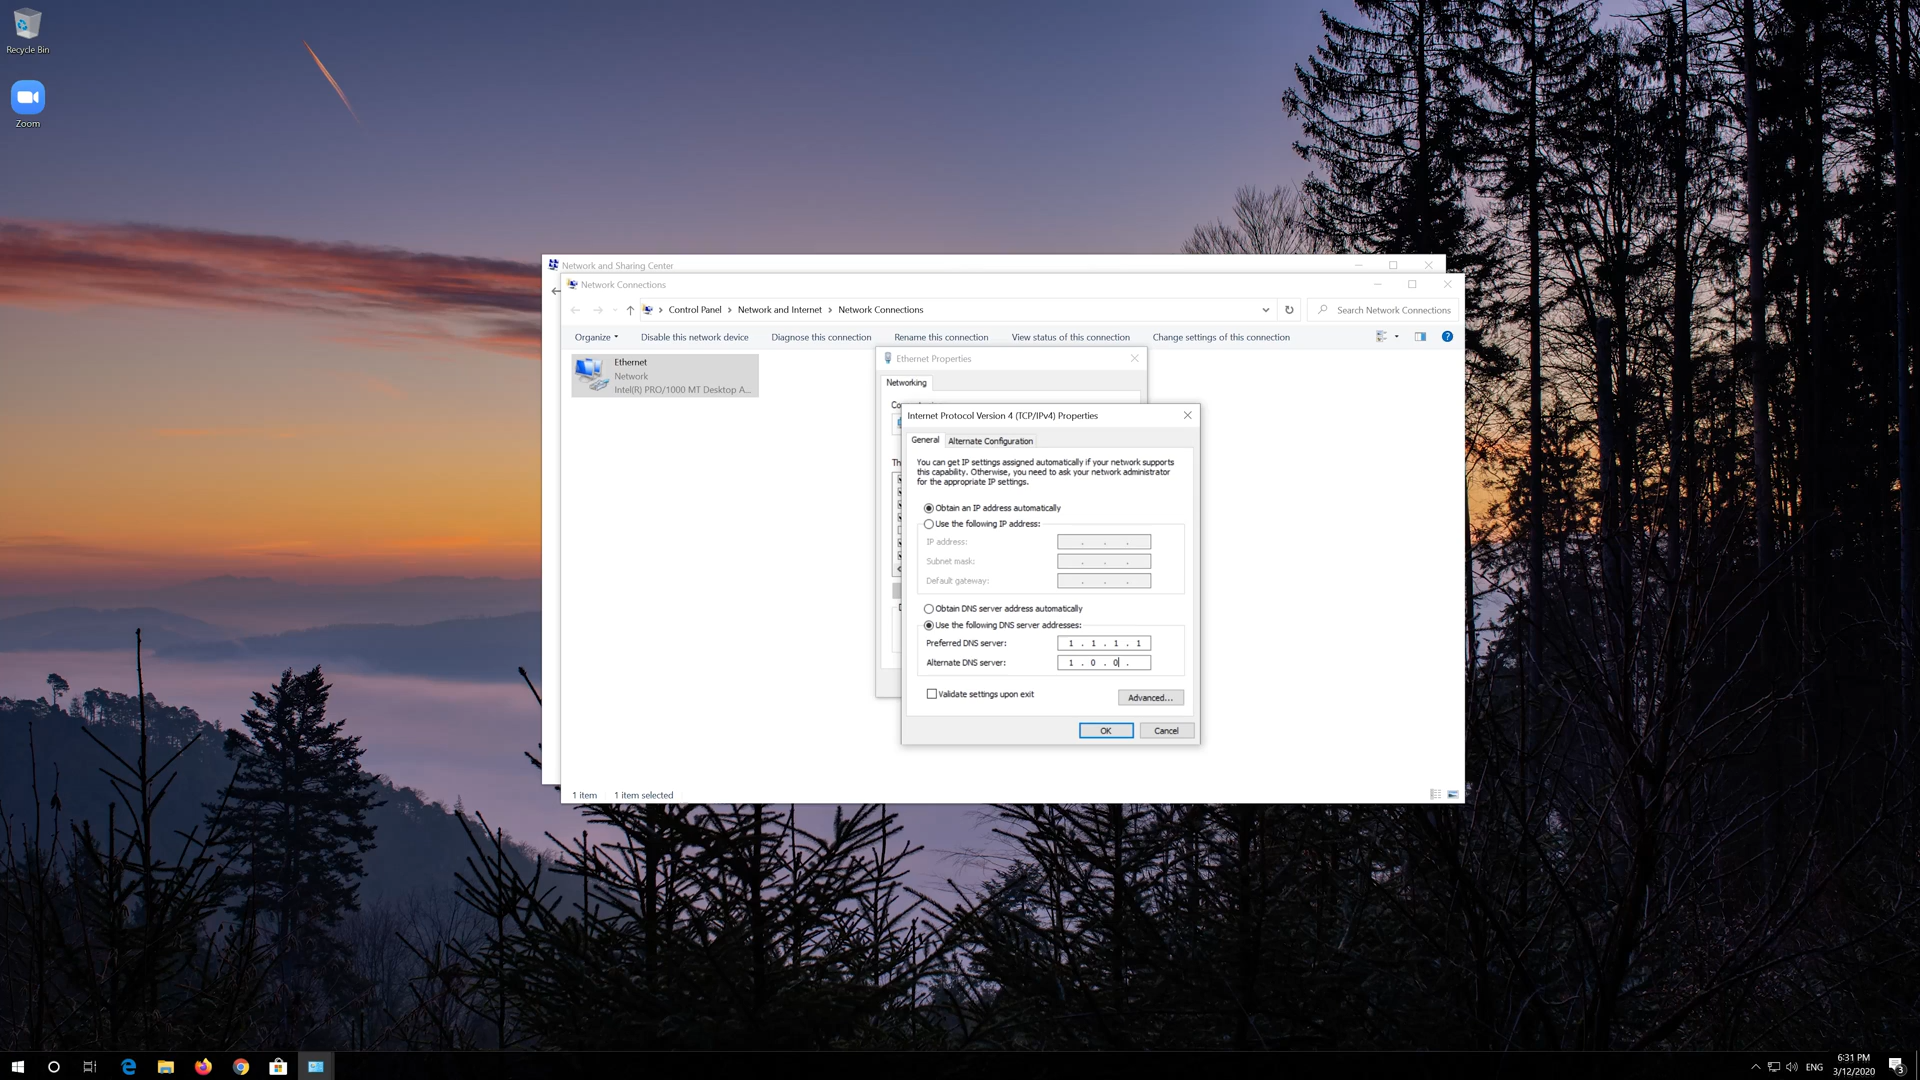 Recycle Bin
Zoom
Network and Sharing Center
Network Connections
Control Panel
Network and Internet
Network Connections
Search Network Connections
Organize
Disable this network device
Diagnose this connection
Rename this connection
View status of this connection
Change settings of this connection
Ethernet
Network
Intel(R) PRO/1000 MT Desktop A...
Ethernet Properties
Networking
Internet Protocol Version 4 (TCP/IPv4) Properties
General
Alternate Configuration
You can get IP settings assigned automatically if your network supports
this capability. Otherwise, you need to ask your network administrator
for the appropriate IP settings.
Obtain an IP address automatically
Use the following IP address:
IP address:
. . .
Subnet mask:
. . .
Default gateway:
. . .
Obtain DNS server address automatically
Use the following DNS server addresses:
Preferred DNS server:
1 . 1 . 1 . 1
Alternate DNS server:
1 . 0 . 0 .
Validate settings upon exit
Advanced...
OK
Cancel
1 item
1 item selected
ENG
6:31 PM
3/12/2020
3